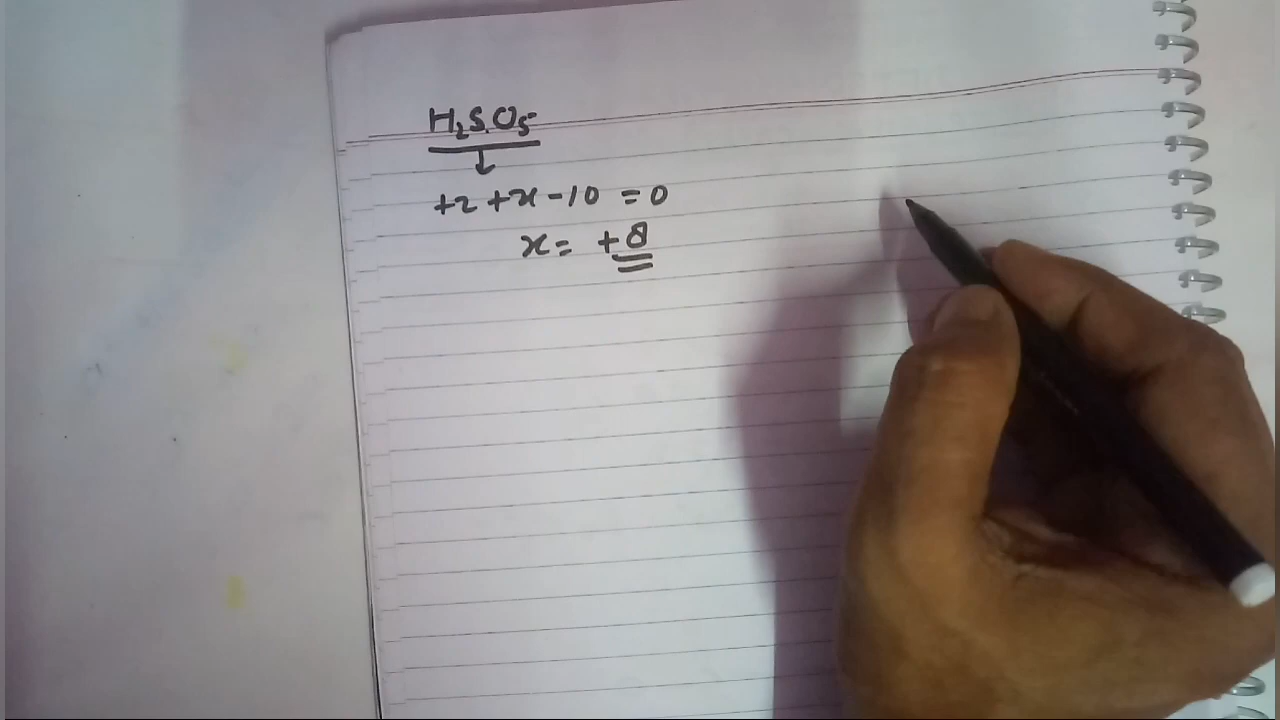 H₂SO₅
+2 +x -10 = 0
x = +8